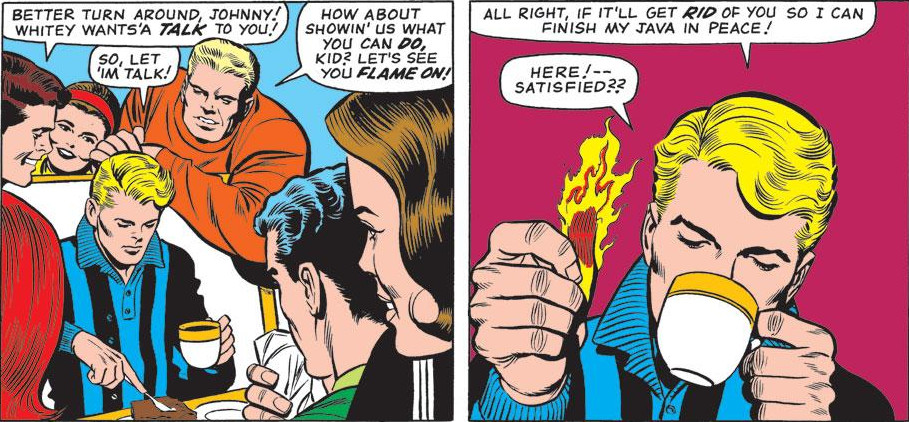 BETTER TURN AROUND, JOHNNY!
WHITEY WANTS'A TALK TO YOU!
SO, LET
'IM TALK!
HOW ABOUT
SHOWIN' US WHAT
YOU CAN DO,
KID? LET'S SEE
YOU FLAME ON!
ALL RIGHT, IF IT'LL GET RID OF YOU SO I CAN
FINISH MY JAVA IN PEACE!
HERE!--
SATISFIED??